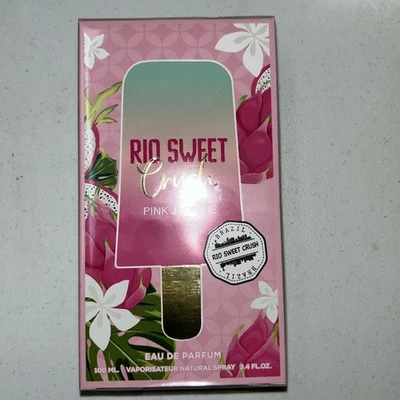 RIO SWEET
Crush
PINK
BRAZIL
RIO SWEET CRUSH
BRAZIL
EAU DE PARFUM
100 ML. VAPORISATEUR NATURAL SPRAY 3.4 FL.OZ.